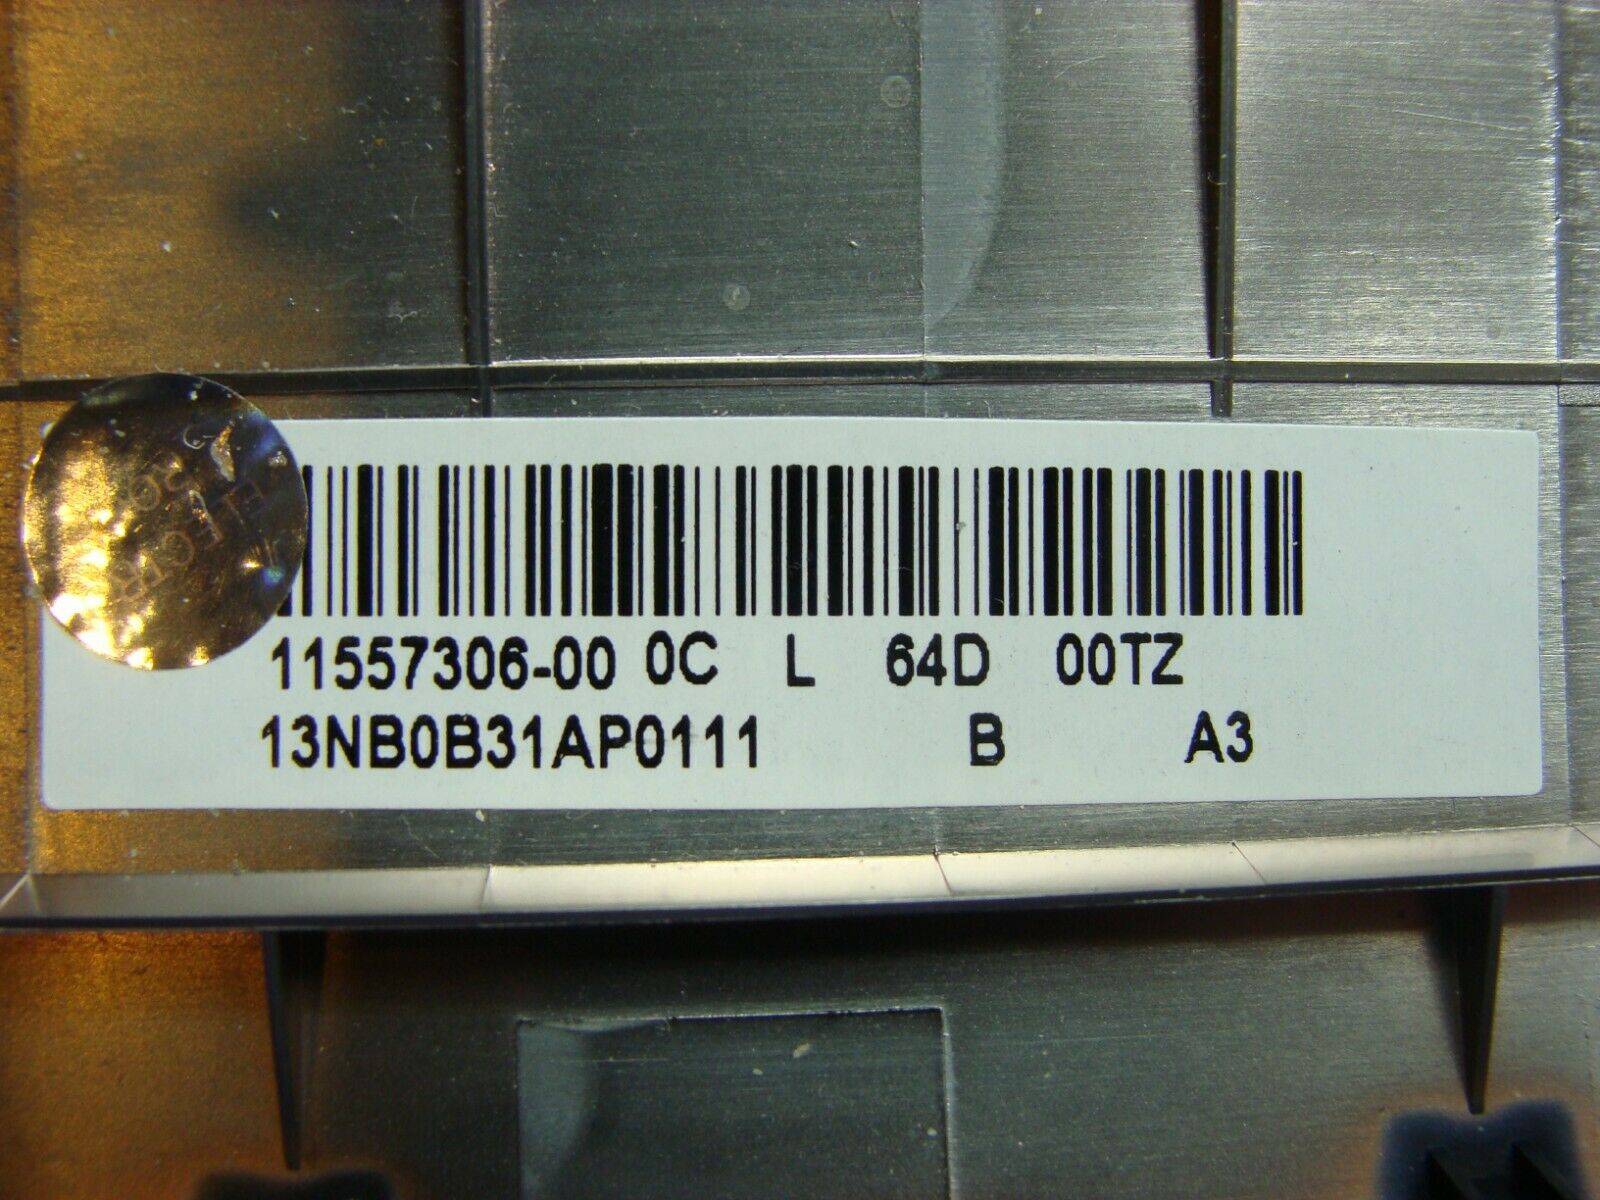 11557306-00 0C L 64D 00TZ
13NB0B31AP0111 B A3